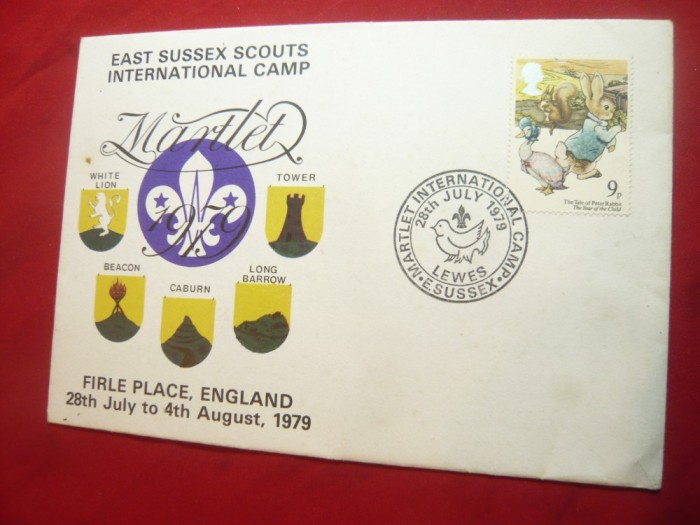 EAST SUSSEX SCOUTS
INTERNATIONAL CAMP
Martlet
1979
WHITE
LION
TOWER
BEACON
CABURN
LONG
BARROW
FIRLE PLACE, ENGLAND
28th July to 4th August, 1979
9p
The Tale of Peter Rabbit
The Year of the Child
MARTLET INTERNATIONAL CAMP
28th JULY 1979
LEWES
E.SUSSEX